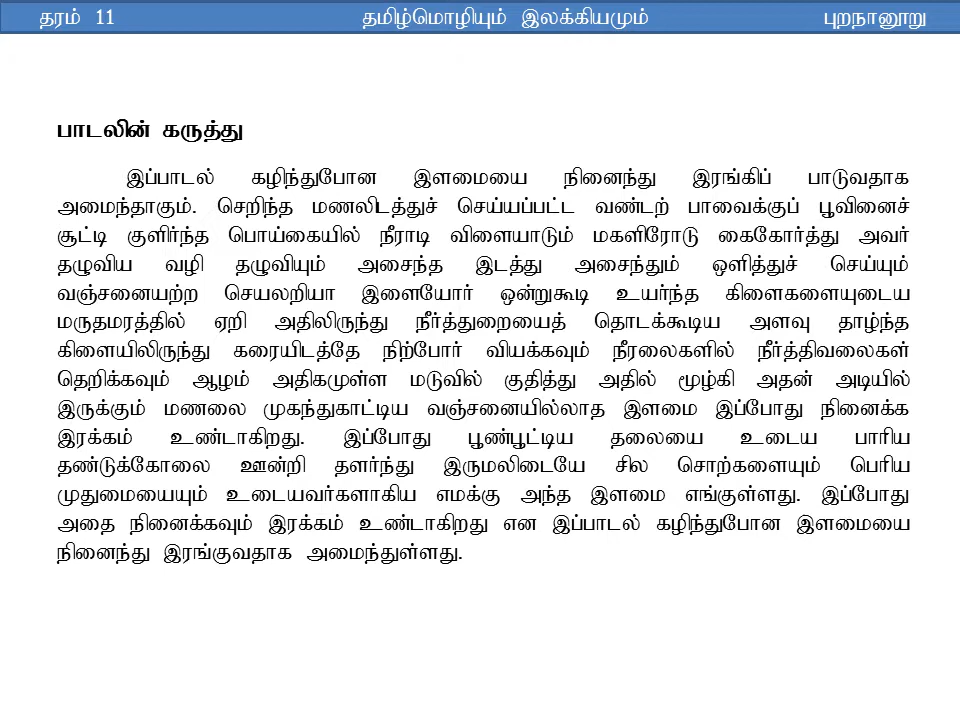 தரம் 11 தமிழ்மொழியும் இலக்கியமும் புறநானூறு
பாடலின் கருத்து
இப்பாடல் கழிந்துபோன இளமையை நினைந்து இரங்கிப் பாடுவதாக
அமைந்தாகும். செறிந்த மணலிடத்துச் செய்யப்பட்ட வண்டற் பாவைக்குப் பூவினைச்
சூட்டி குளிர்ந்த பொய்கையில் நீராடி விளையாடும் மகளிரோடு கைகோர்த்து அவர்
தழுவிய வழி தழுவியும் அசைந்த இடத்து அசைந்தும் ஒளித்துச் செய்யும்
வஞ்சனையற்ற செயலறியா இளையோர் ஒன்றுகூடி உயர்ந்த கிளைகளையுடைய
மருதமரத்தில் ஏறி அதிலிருந்து நீர்த்துறையைத் தொடக்கூடிய அளவு தாழ்ந்த
கிளையிலிருந்து கரையிடத்தே நிற்போர் வியக்கவும் நீரலைகளில் நீர்த்திவலைகள்
தெறிக்கவும் ஆழம் அதிகமுள்ள மடுவில் குதித்து அதில் மூழ்கி அதன் அடியில்
இருக்கும் மணலை முகந்துகாட்டிய வஞ்சனையில்லாத இளமை இப்போது நினைக்க
இரக்கம் உண்டாகிறது. இப்போது பூண்பூட்டிய தலையை உடைய பாரிய
தண்டுக்கோலை ஊன்றி தளர்ந்து இருமலிடையே சில சொற்களையும் பெரிய
முதுமையையும் உடையவர்களாகிய எமக்கு அந்த இளமை எங்குள்ளது. இப்போது
அதை நினைக்கவும் இரக்கம் உண்டாகிறது என இப்பாடல் கழிந்துபோன இளமையை
நினைந்து இரங்குவதாக அமைந்துள்ளது.